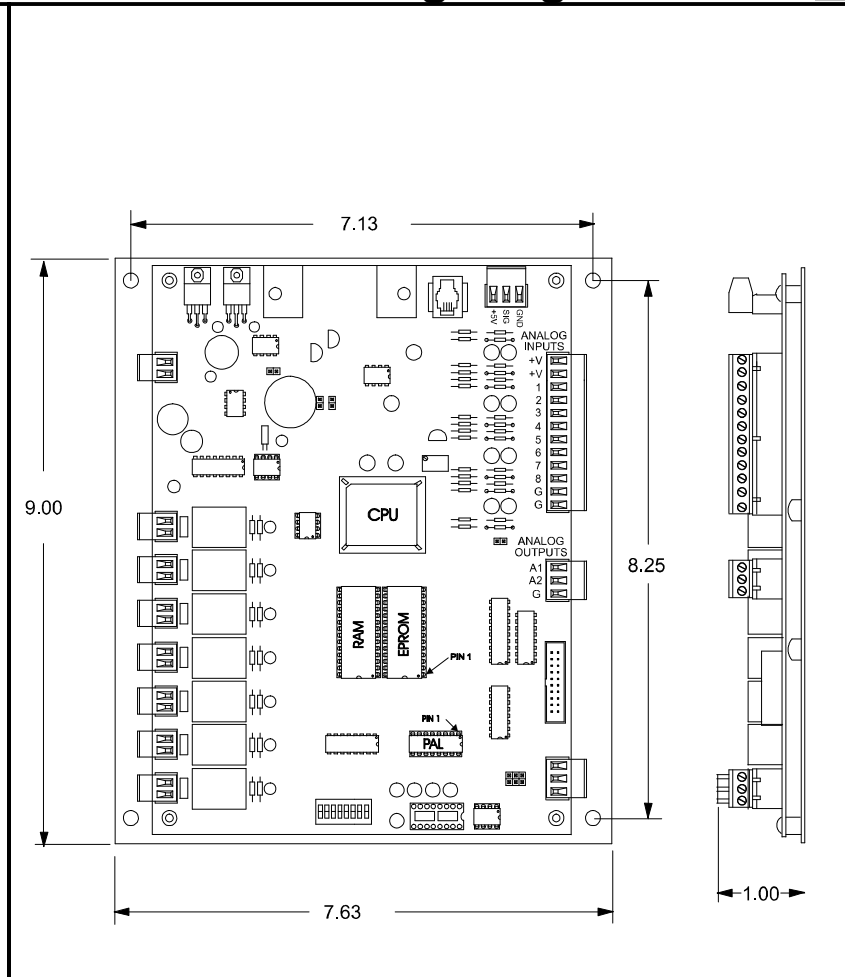 7.13
+5V
SIG
GND
ANALOG
INPUTS
+V
+V
1
2
3
4
5
6
7
8
G
G
9.00
CPU
ANALOG
OUTPUTS
A1
A2
G
8.25
RAM
EPROM
PIN 1
PIN 1
PAL
1.00
7.63